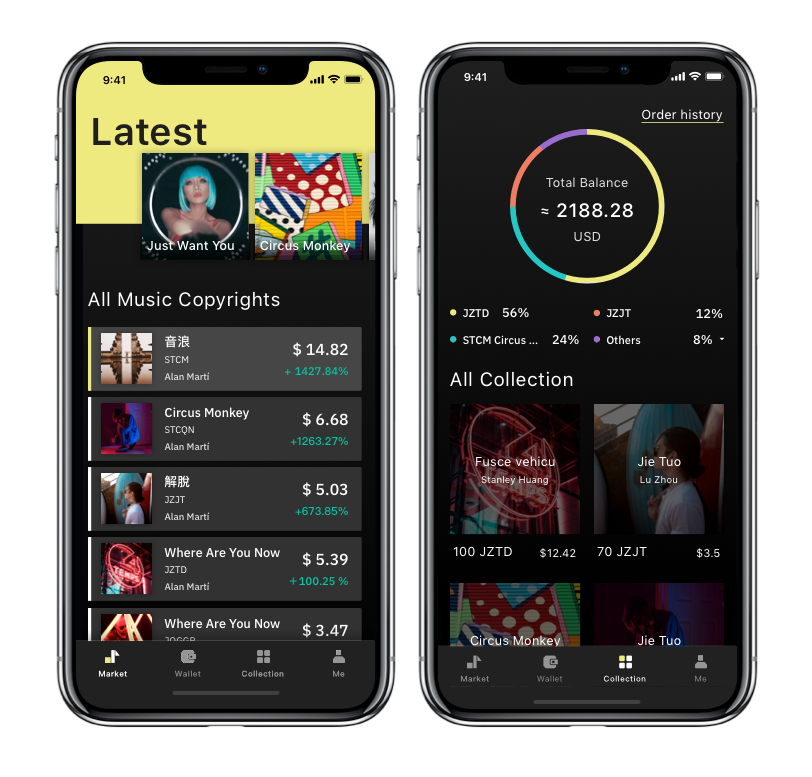 9:41
Latest
Just Want You
Circus Monkey
All Music Copyrights
音浪
STCM
Alan Martí
$ 14.82
+ 1427.84%
Circus Monkey
STCQN
Alan Martí
$ 6.68
+1263.27%
解脫
JZJT
Alan Martí
$ 5.03
+673.85%
Where Are You Now
JZTD
Alan Martí
$ 5.39
+100.25 %
Where Are You Now
$ 3.47
Market
Wallet
Collection
Me
9:41
Order history
Total Balance
≈ 2188.28
USD
JZTD 56%
JZJT 12%
STCM Circus ... 24%
Others 8%
All Collection
Fusce vehicu
Stanley Huang
100 JZTD $12.42
Jie Tuo
Lu Zhou
70 JZJT $3.5
Circus Monkey
Jie Tuo
Market
Wallet
Collection
Me